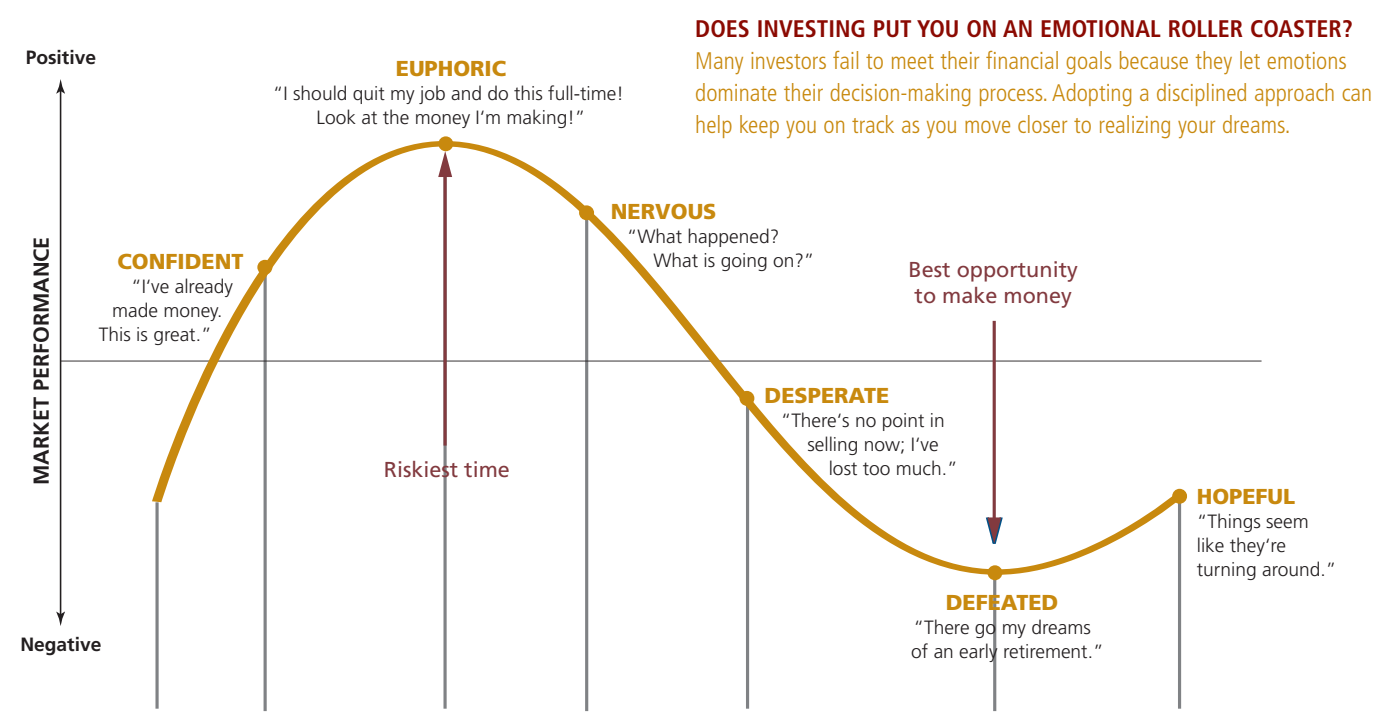 DOES INVESTING PUT YOU ON AN EMOTIONAL ROLLER COASTER?
Many investors fail to meet their financial goals because they let emotions
dominate their decision-making process. Adopting a disciplined approach can
help keep you on track as you move closer to realizing your dreams.
Positive
MARKET PERFORMANCE
Negative
CONFIDENT
“I’ve already
made money.
This is great.”
EUPHORIC
“I should quit my job and do this full-time!
Look at the money I’m making!”
Riskiest time
NERVOUS
“What happened?
What is going on?”
DESPERATE
“There’s no point in
selling now; I’ve
lost too much.”
Best opportunity
to make money
DEFEATED
“There go my dreams
of an early retirement.”
HOPEFUL
“Things seem
like they’re
turning around.”